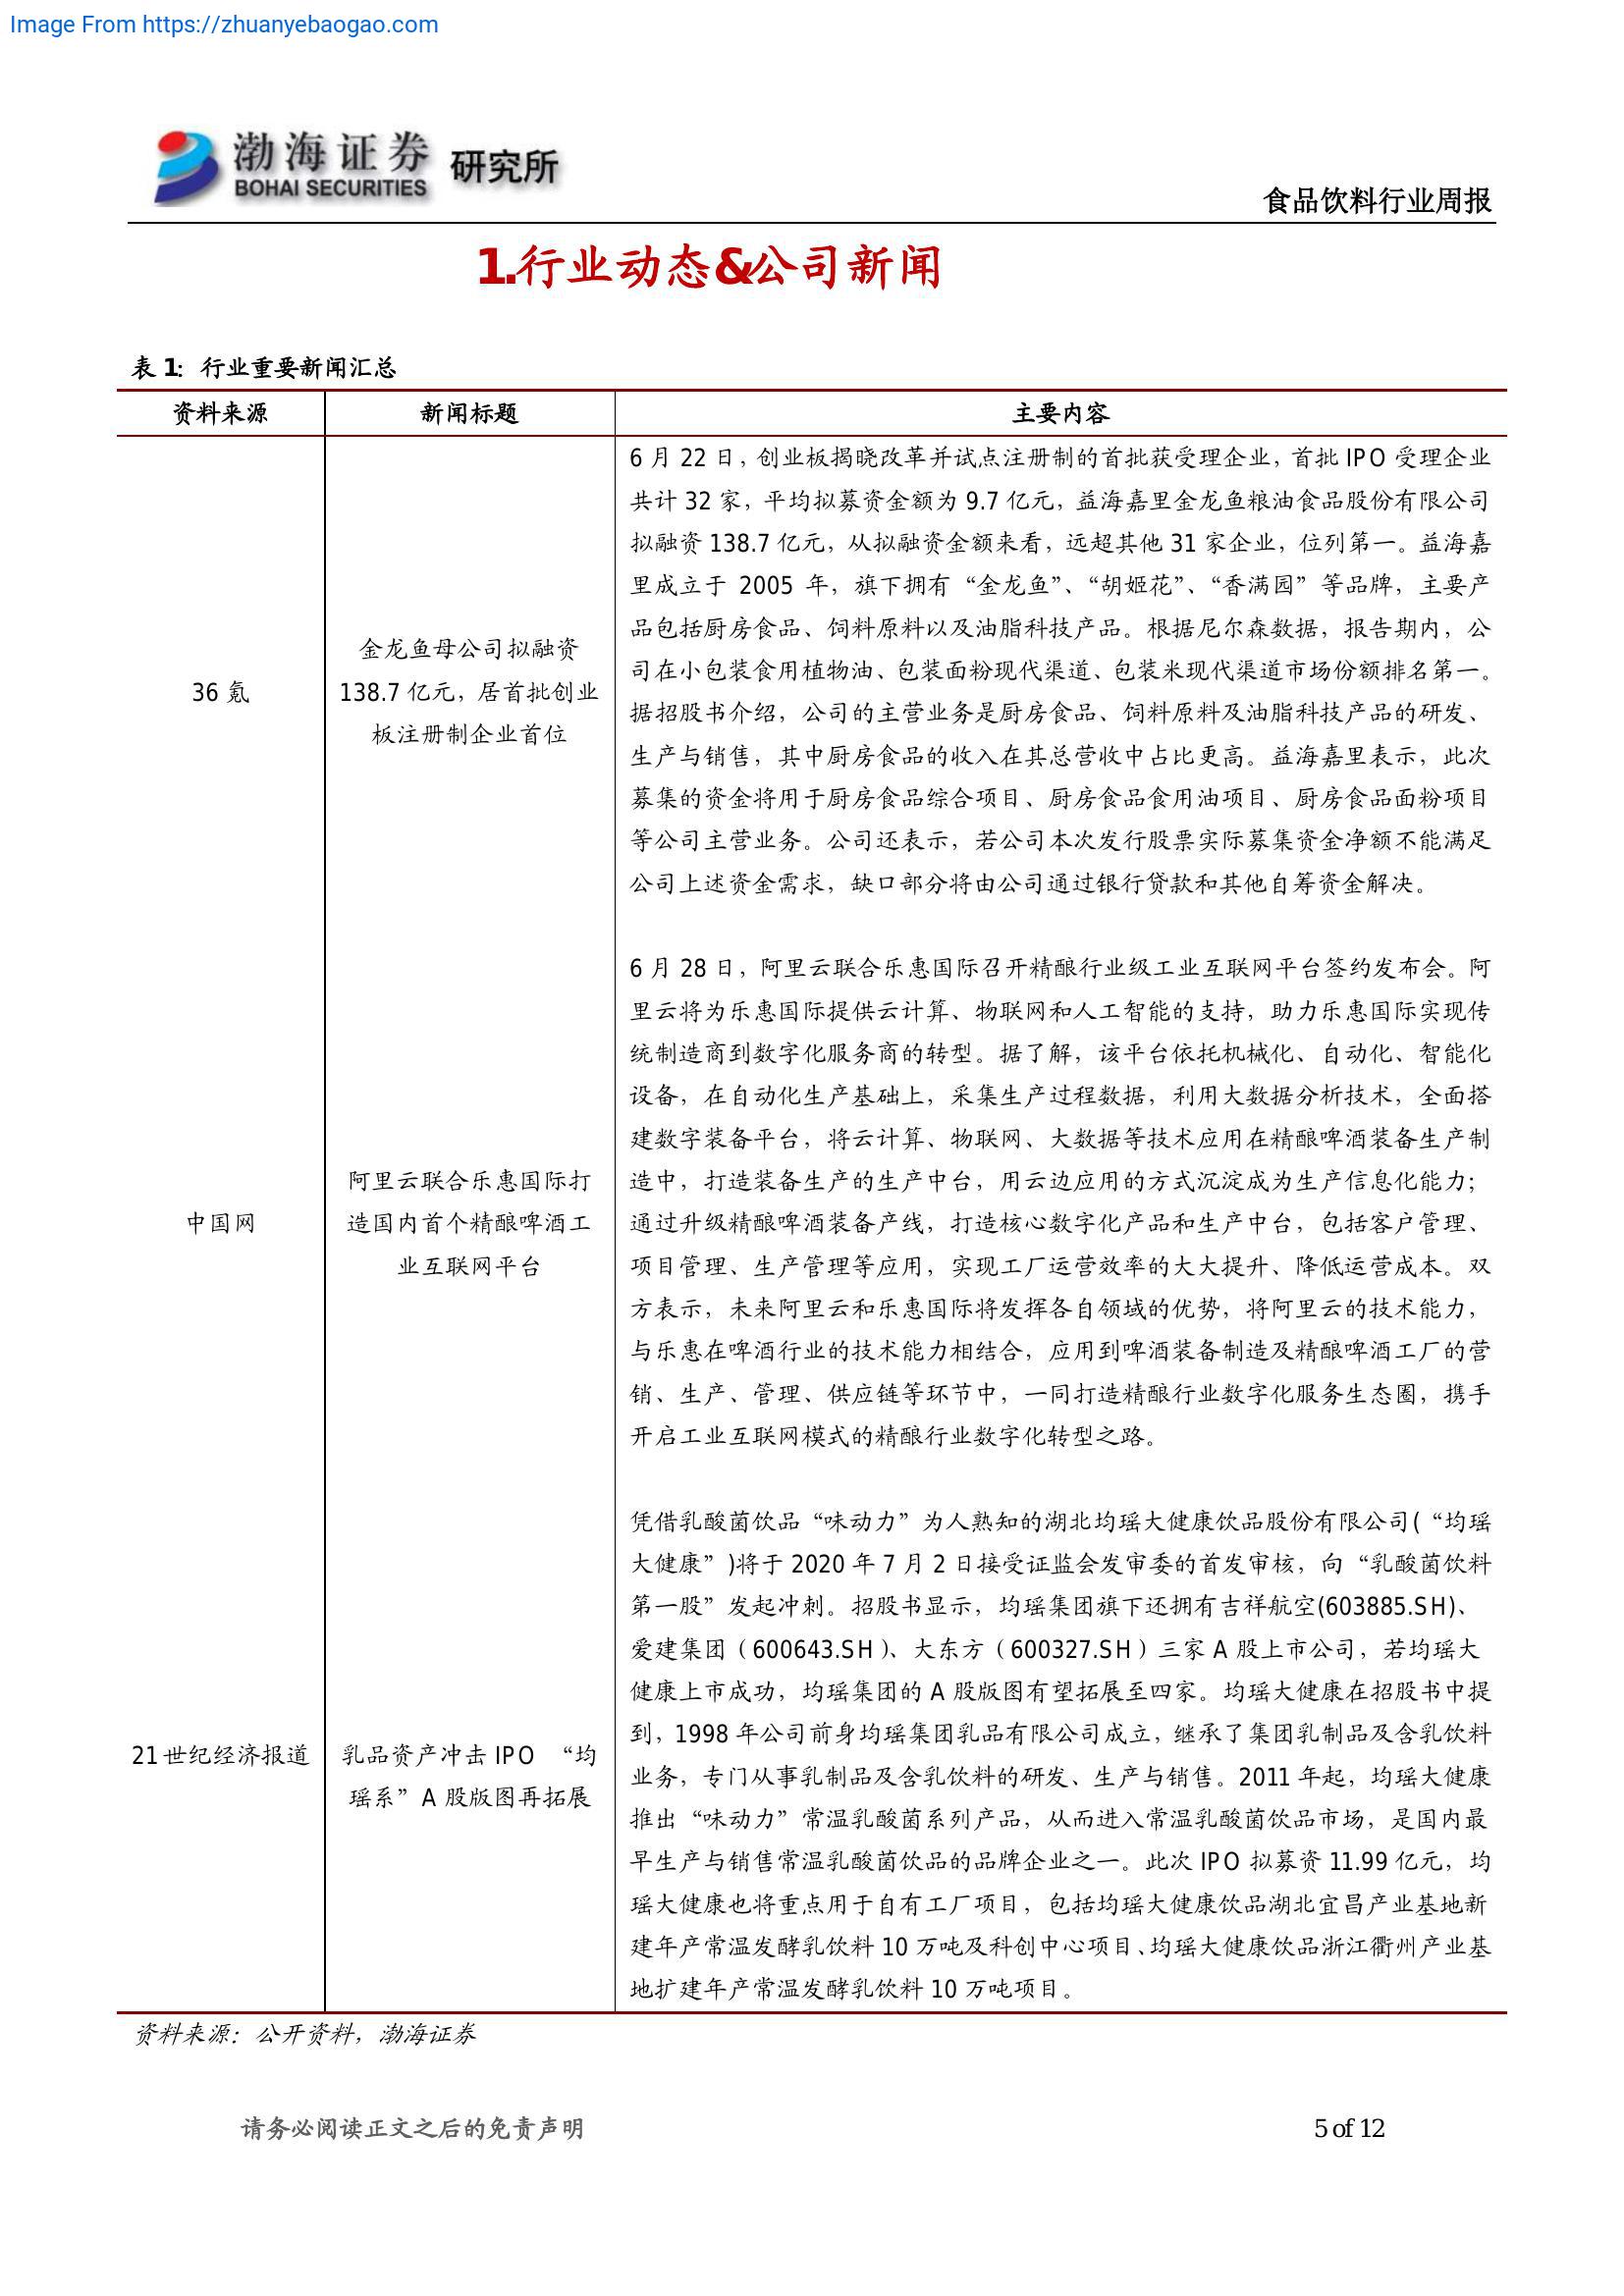 Image From https://zhuanyebaogao.com
渤海证券 研究所
BOHAI SECURITIES
食品饮料行业周报
1.行业动态&公司新闻
表 1：行业重要新闻汇总
资料来源 新闻标题 主要内容
36 氪
金龙鱼母公司拟融资
138.7 亿元，居首批创业
板注册制企业首位
6 月 22 日，创业板揭晓改革并试点注册制的首批获受理企业，首批 IPO 受理企业
共计 32 家，平均拟募资金额为 9.7 亿元，益海嘉里金龙鱼粮油食品股份有限公司
拟融资 138.7 亿元，从拟融资金额来看，远超其他 31 家企业，位列第一。益海嘉
里成立于 2005 年，旗下拥有“金龙鱼”、“胡姬花”、“香满园”等品牌，主要产
品包括厨房食品、饲料原料以及油脂科技产品。根据尼尔森数据，报告期内，公
司在小包装食用植物油、包装面粉现代渠道、包装米现代渠道市场份额排名第一。
据招股书介绍，公司的主营业务是厨房食品、饲料原料及油脂科技产品的研发、
生产与销售，其中厨房食品的收入在其总营收中占比更高。益海嘉里表示，此次
募集的资金将用于厨房食品综合项目、厨房食品食用油项目、厨房食品面粉项目
等公司主营业务。公司还表示，若公司本次发行股票实际募集资金净额不能满足
公司上述资金需求，缺口部分将由公司通过银行贷款和其他自筹资金解决。
中国网
阿里云联合乐惠国际打
造国内首个精酿啤酒工
业互联网平台
6 月 28 日，阿里云联合乐惠国际召开精酿行业级工业互联网平台签约发布会。阿
里云将为乐惠国际提供云计算、物联网和人工智能的支持，助力乐惠国际实现传
统制造商到数字化服务商的转型。据了解，该平台依托机械化、自动化、智能化
设备，在自动化生产基础上，采集生产过程数据，利用大数据分析技术，全面搭
建数字装备平台，将云计算、物联网、大数据等技术应用在精酿啤酒装备生产制
造中，打造装备生产的生产中台，用云边应用的方式沉淀成为生产信息化能力；
通过升级精酿啤酒装备产线，打造核心数字化产品和生产中台，包括客户管理、
项目管理、生产管理等应用，实现工厂运营效率的大大提升、降低运营成本。双
方表示，未来阿里云和乐惠国际将发挥各自领域的优势，将阿里云的技术能力，
与乐惠在啤酒行业的技术能力相结合，应用到啤酒装备制造及精酿啤酒工厂的营
销、生产、管理、供应链等环节中，一同打造精酿行业数字化服务生态圈，携手
开启工业互联网模式的精酿行业数字化转型之路。
21 世纪经济报道
乳品资产冲击 IPO “均
瑶系”A 股版图再拓展
凭借乳酸菌饮品“味动力”为人熟知的湖北均瑶大健康饮品股份有限公司(“均瑶
大健康”)将于 2020 年 7 月 2 日接受证监会发审委的首发审核，向“乳酸菌饮料
第一股”发起冲刺。招股书显示，均瑶集团旗下还拥有吉祥航空(603885.SH)、
爱建集团（600643.SH）、大东方（600327.SH）三家 A 股上市公司，若均瑶大
健康上市成功，均瑶集团的 A 股版图有望拓展至四家。均瑶大健康在招股书中提
到，1998 年公司前身均瑶集团乳品有限公司成立，继承了集团乳制品及含乳饮料
业务，专门从事乳制品及含乳饮料的研发、生产与销售。2011 年起，均瑶大健康
推出“味动力”常温乳酸菌系列产品，从而进入常温乳酸菌饮品市场，是国内最
早生产与销售常温乳酸菌饮品的品牌企业之一。此次 IPO 拟募资 11.99 亿元，均
瑶大健康也将重点用于自有工厂项目，包括均瑶大健康饮品湖北宜昌产业基地新
建年产常温发酵乳饮料 10 万吨及科创中心项目、均瑶大健康饮品浙江衢州产业基
地扩建年产常温发酵乳饮料 10 万吨项目。
资料来源：公开资料，渤海证券
请务必阅读正文之后的免责声明
5 of 12